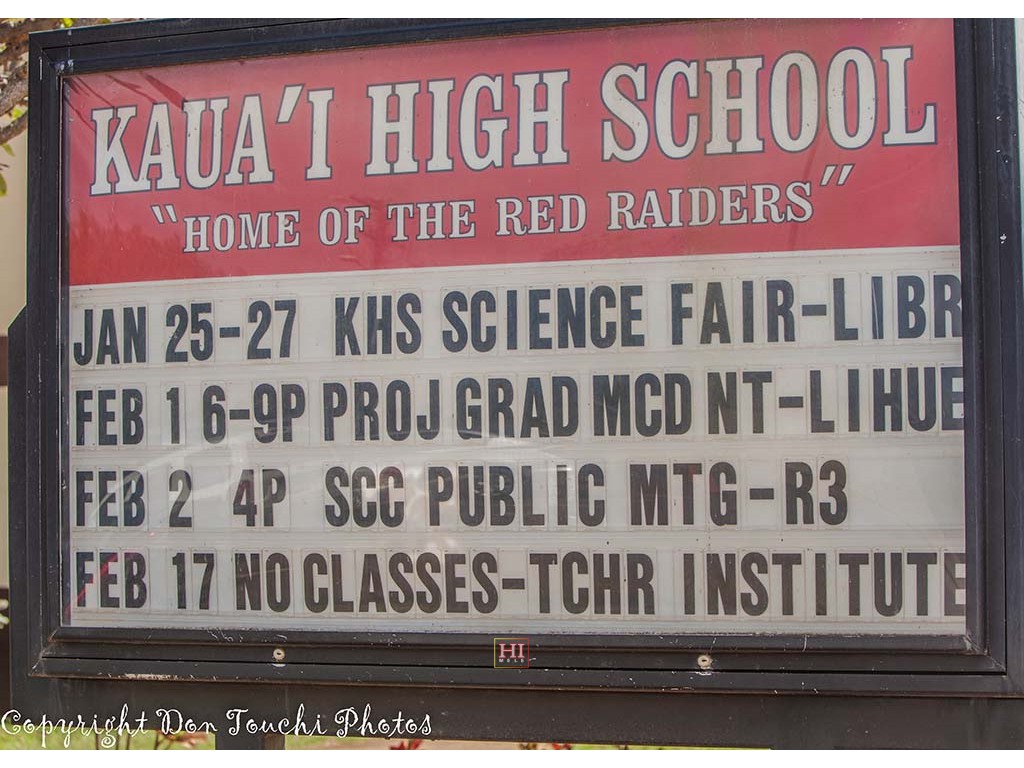 KAUA'I HIGH SCHOOL
"HOME OF THE RED RAIDERS"
JAN 25-27 KHS SCIENCE FAIR-LIBR
FEB 1 6-9P PROJ GRAD MCD NT-LIHUE
FEB 2 4P SCC PUBLIC MTG-R3
FEB 17 NO CLASSES-TCHR INSTITUTE
HI
WELE
Copyright Don Touchi Photos